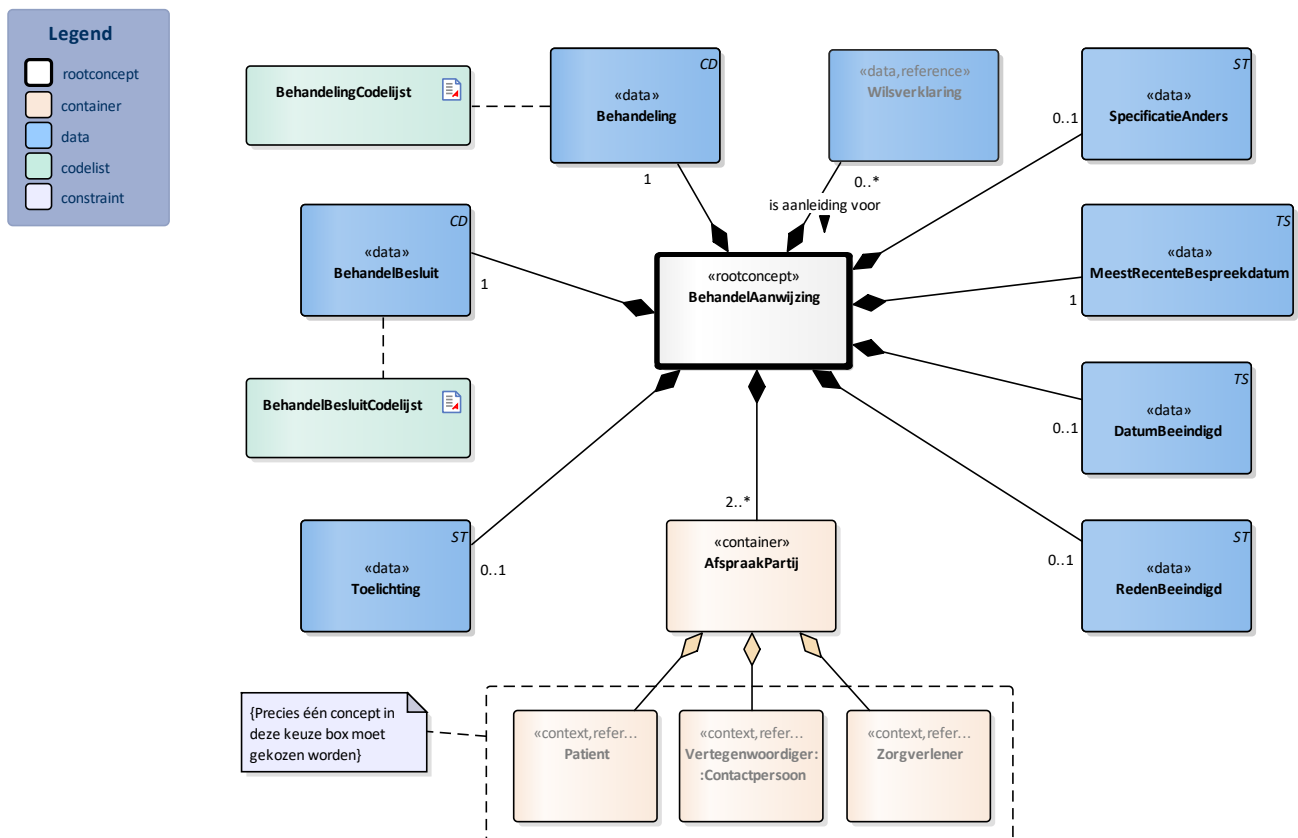 Legend
rootconcept
container
data
codelist
constraint
BehandelingCodelijst
CD
«data»
Behandeling
1
«data,reference»
Wilsverklaring
0..*
is aanleiding voor
ST
«data»
SpecificatieAnders
0..1
CD
«data»
BehandelBesluit
1
«rootconcept»
BehandelAanwijzing
TS
«data»
MeestRecenteBespreekdatum
1
BehandelBesluitCodelijst
TS
«data»
DatumBeeindigd
0..1
ST
«data»
Toelichting
0..1
2..*
«container»
AfspraakPartij
ST
«data»
RedenBeeindigd
0..1
{Precies één concept in
deze keuze box moet
gekozen worden}
«context,refer...
Patient
«context,refer...
Vertegenwoordiger:
:Contactpersoon
«context,refer...
Zorgverlener